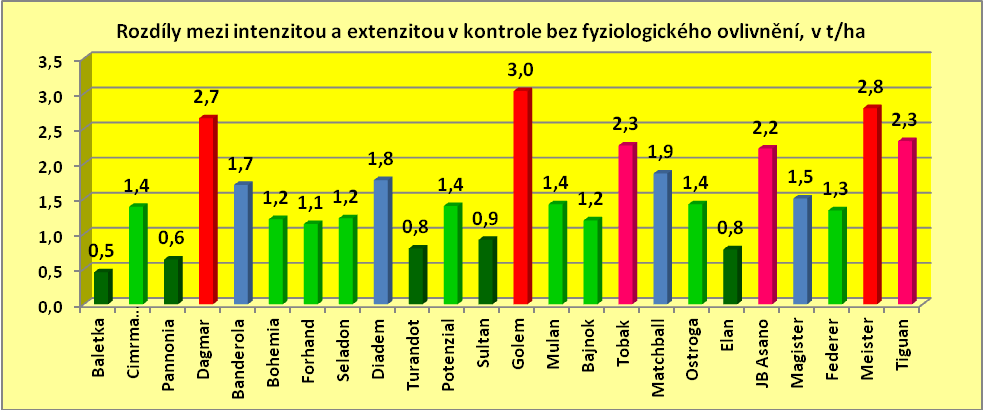 Rozdíly mezi intenzitou a extenzitou v kontrole bez fyziologického ovlivnění, v t/ha
3,5
3,0
2,5
2,0
1,5
1,0
0,5
0,0
0,5
1,4
0,6
2,7
1,7
1,2
1,1
1,2
1,8
0,8
1,4
0,9
3,0
1,4
1,2
2,3
1,9
1,4
0,8
2,2
1,5
1,3
2,8
2,3
Baletka
Cimrma...
Pannonia
Dagmar
Banderola
Bohemia
Forhand
Seladon
Diadem
Turandot
Potenzial
Sultan
Golem
Mulan
Bajnok
Tobak
Matchball
Ostroga
Elan
JB Asano
Magister
Federer
Meister
Tiguan